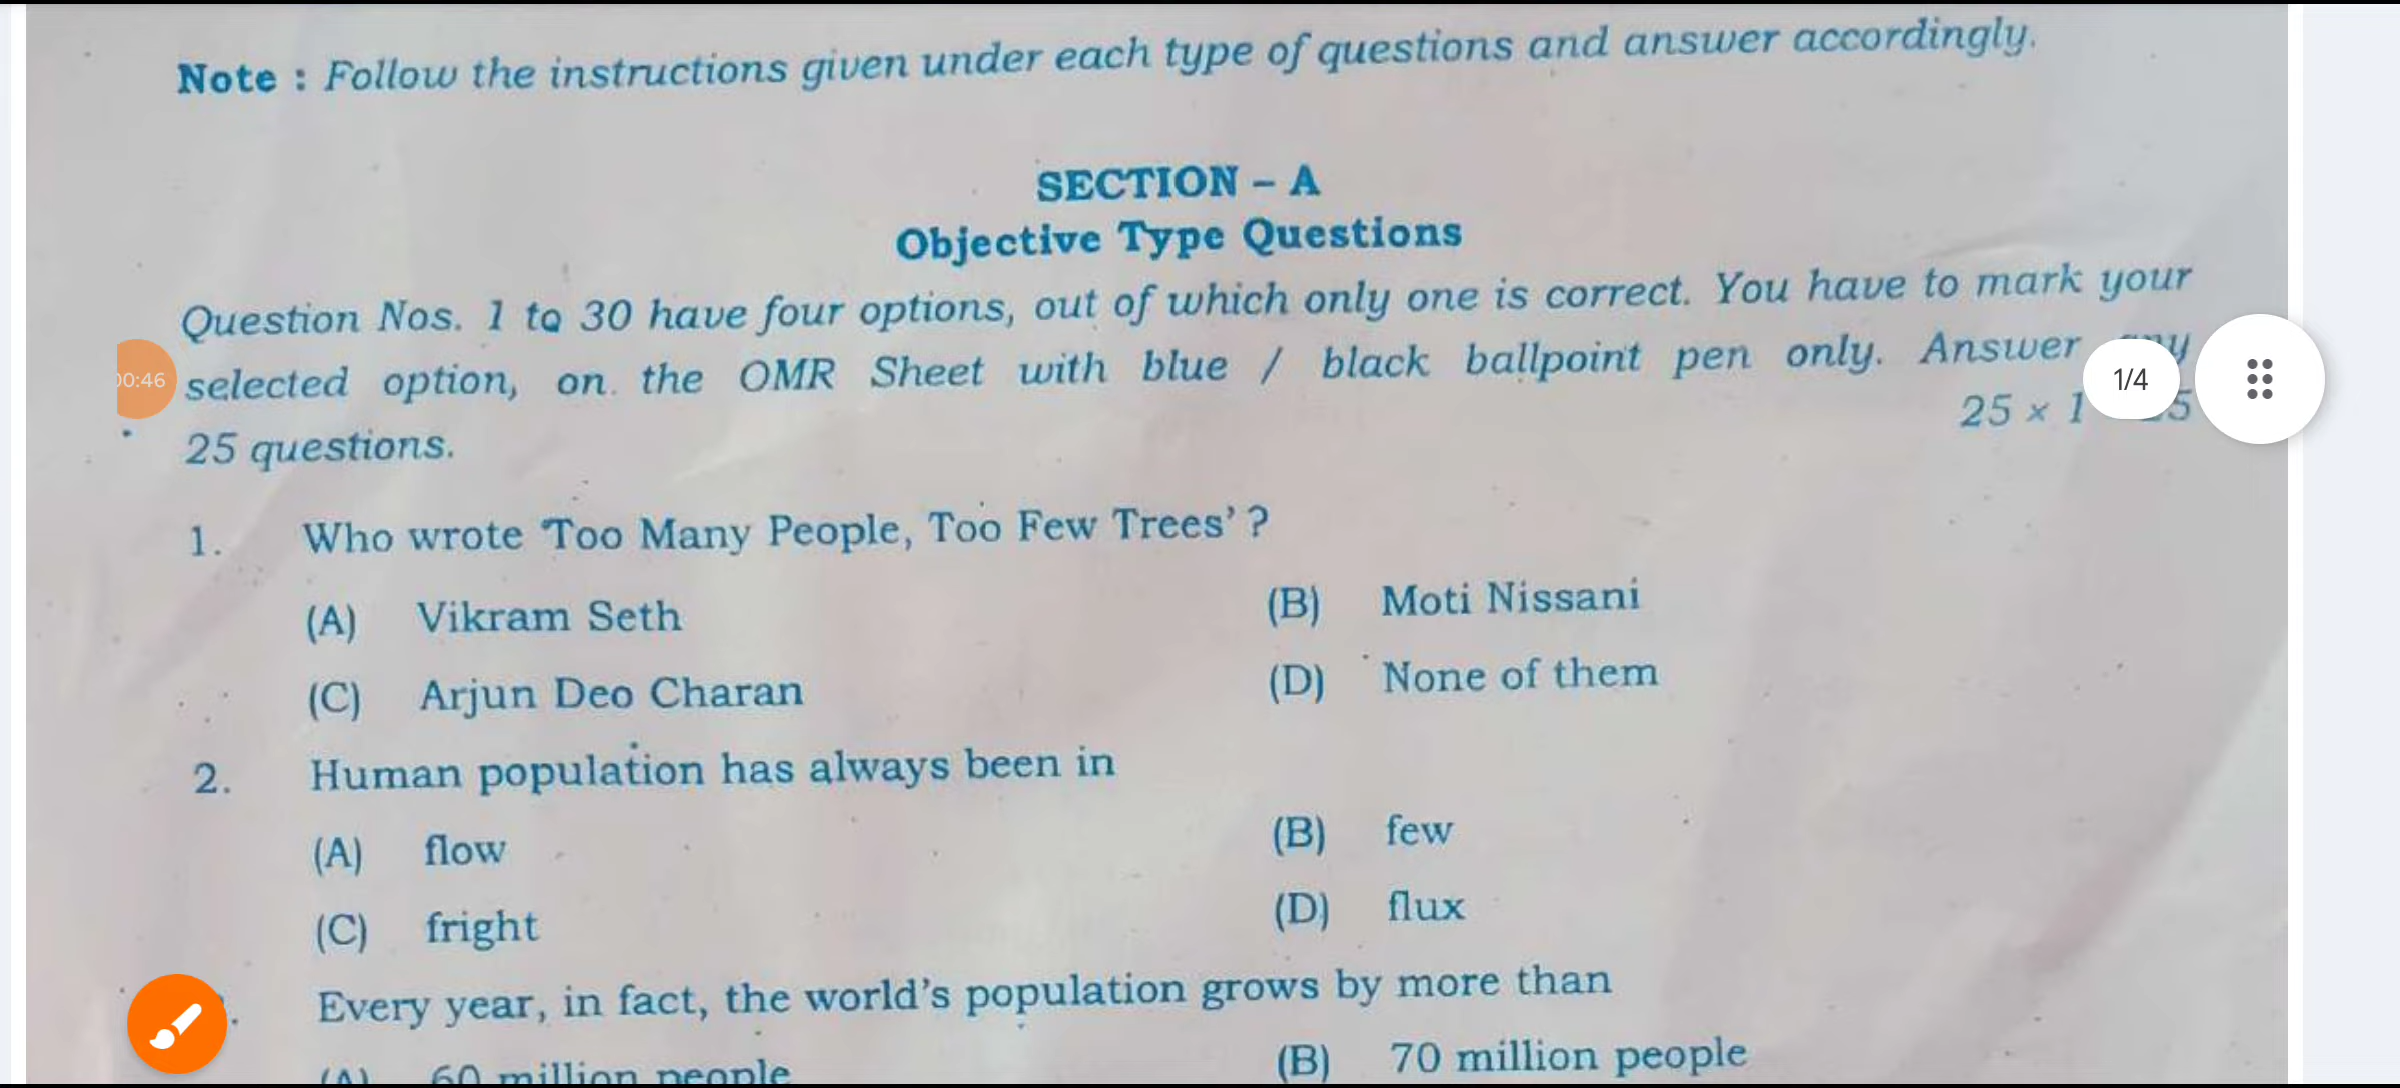 Note : Follow the instructions given under each type of questions and answer accordingly.
SECTION – A
Objective Type Questions
Question Nos. 1 to 30 have four options, out of which only one is correct. You have to mark your
selected option, on the OMR Sheet with blue / black ballpoint pen only. Answer
25 questions.
25 × 1
00:46
1/4
1. Who wrote 'Too Many People, Too Few Trees' ?
(A) Vikram Seth (B) Moti Nissani
(C) Arjun Deo Charan (D) None of them
2. Human population has always been in
(A) flow (B) few
(C) fright (D) flux
Every year, in fact, the world's population grows by more than
(A) 60 million people (B) 70 million people